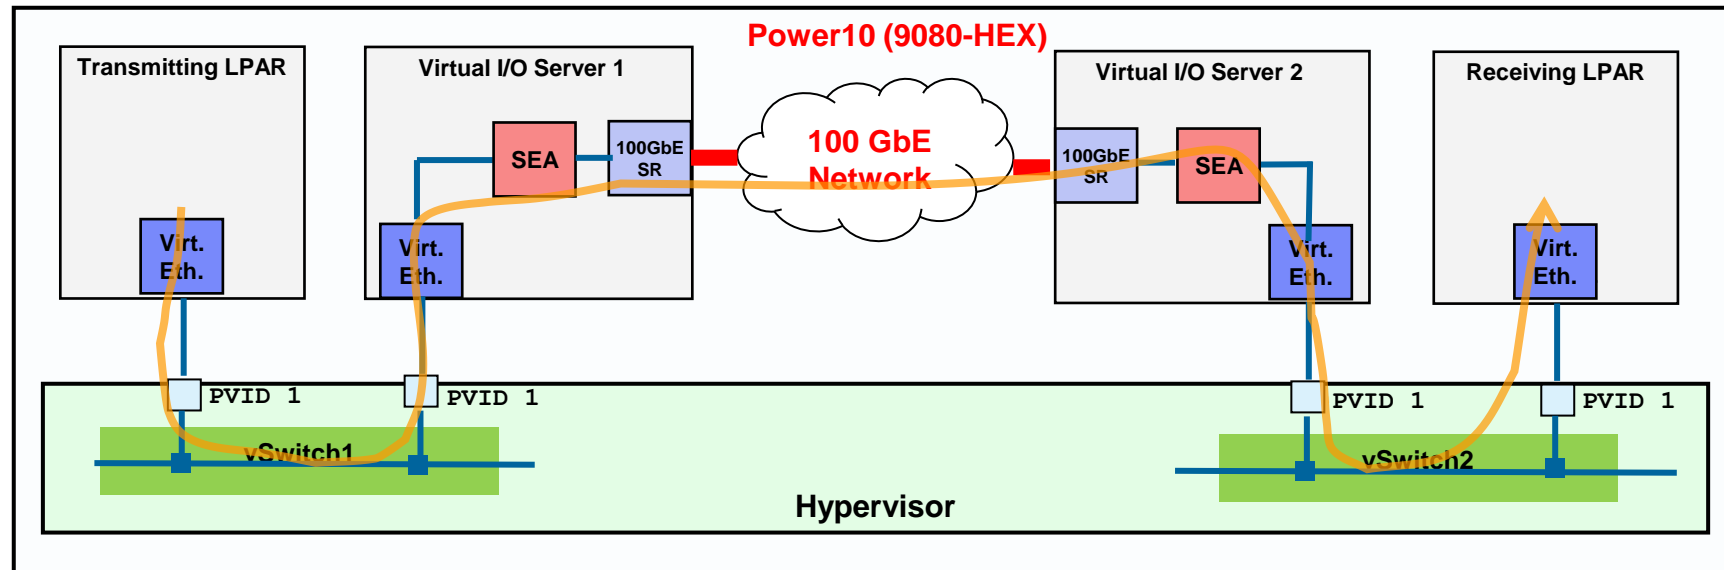 Power10 (9080-HEX)
Transmitting LPAR
Virtual I/O Server 1
Virtual I/O Server 2
Receiving LPAR
SEA
100GbE
SR
100 GbE
Network
100GbE
SR
SEA
Virt.
Eth.
Virt.
Eth.
Virt.
Eth.
Virt.
Eth.
PVID 1
PVID 1
PVID 1
PVID 1
vSwitch1
vSwitch2
Hypervisor